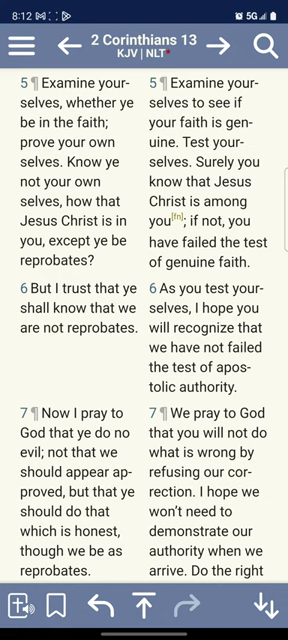 8:12
5G
2 Corinthians 13
KJV | NLT*
5 ¶ Examine your-
selves, whether ye
be in the faith;
prove your own
selves. Know ye
not your own
selves, how that
Jesus Christ is in
you, except ye be
reprobates?
6 But I trust that ye
shall know that we
are not reprobates.
7 ¶ Now I pray to
God that ye do no
evil; not that we
should appear ap-
proved, but that ye
should do that
which is honest,
though we be as
reprobates.
5 ¶ Examine your-
selves to see if
your faith is gen-
uine. Test your-
selves. Surely you
know that Jesus
Christ is among
you[fn]; if not, you
have failed the test
of genuine faith.
6 As you test your-
selves, I hope you
will recognize that
we have not failed
the test of apos-
tolic authority.
7 ¶ We pray to God
that you will not do
what is wrong by
refusing our cor-
rection. I hope we
won’t need to
demonstrate our
authority when we
arrive. Do the right